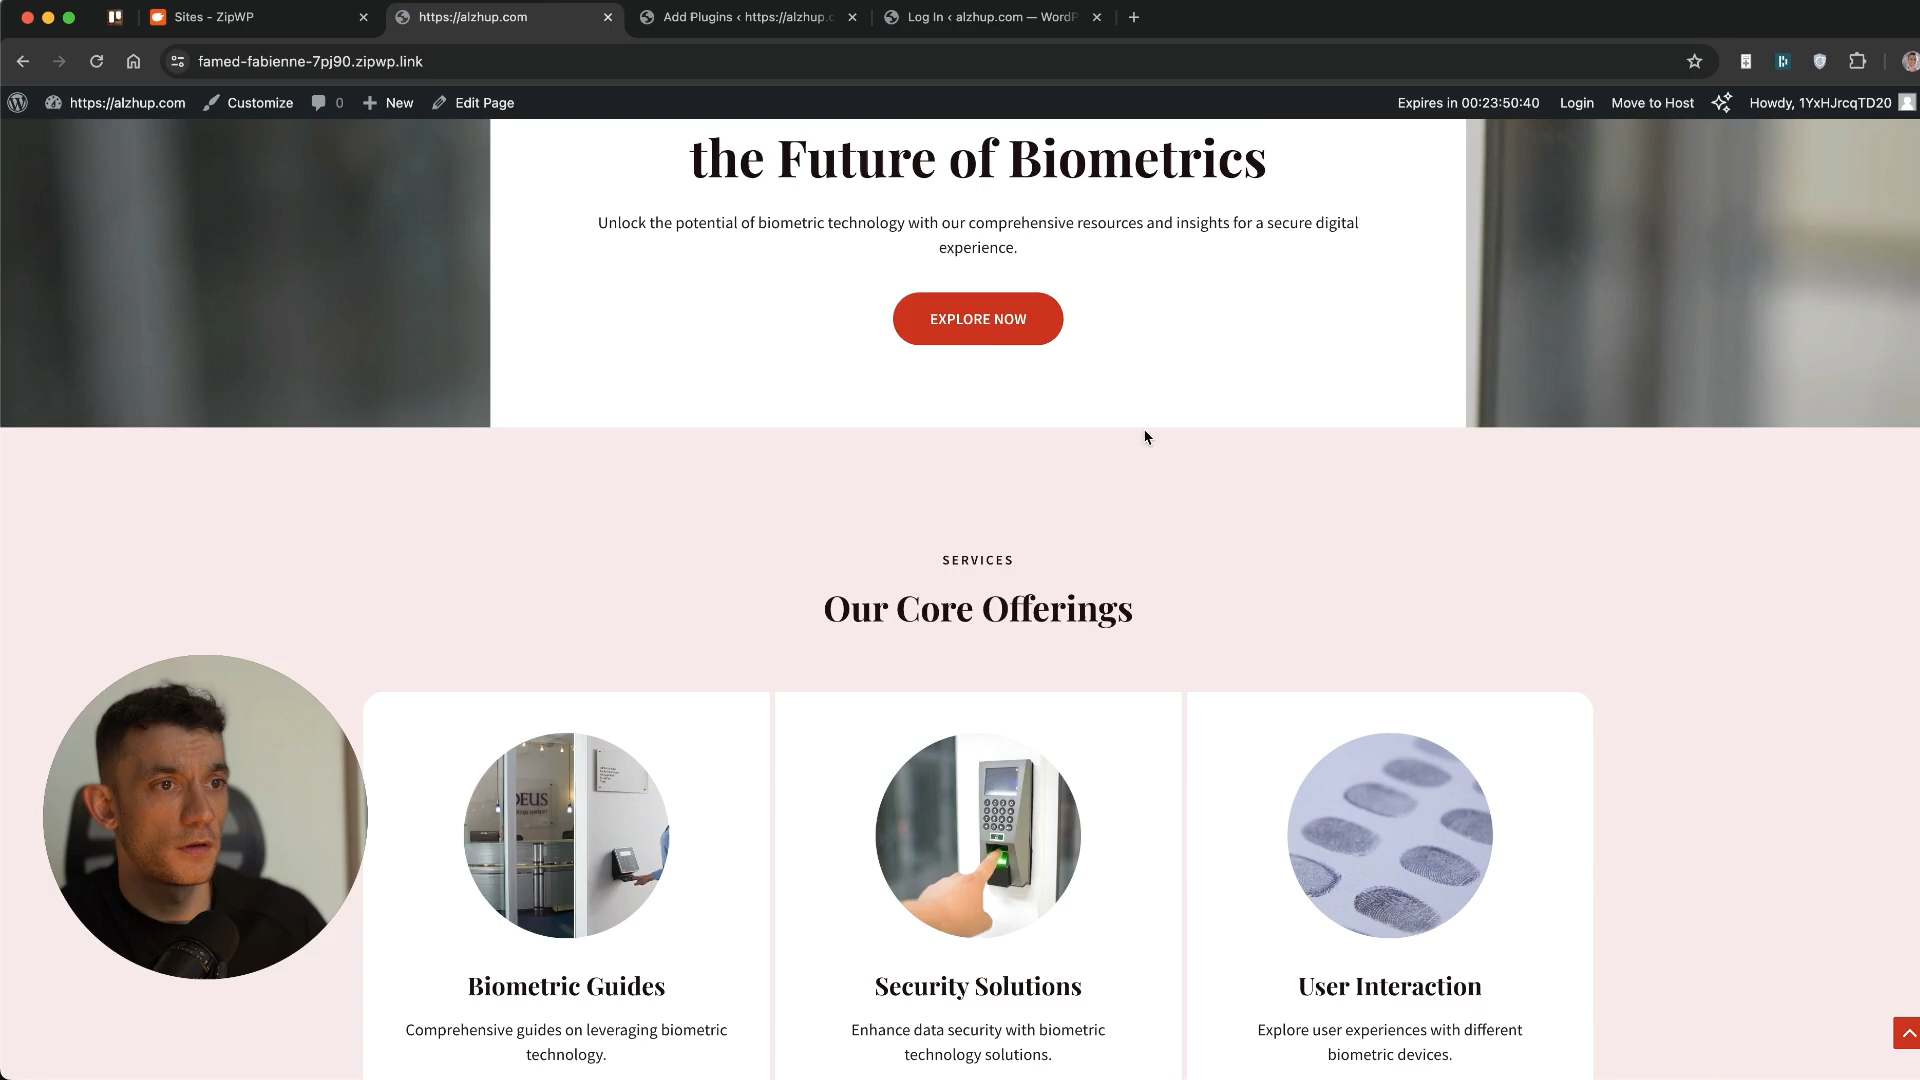 Sites - ZipWP
https://alzhup.com
Add Plugins ‹ https://alzhup.c
Log In ‹ alzhup.com — WordP
famed-fabienne-7pj90.zipwp.link
https://alzhup.com
Customize
0
New
Edit Page
Expires in 00:23:50:40
Login
Move to Host
Howdy, 1YxHJrcqTD20
the Future of Biometrics
Unlock the potential of biometric technology with our comprehensive resources and insights for a secure digital
experience.
EXPLORE NOW
SERVICES
Our Core Offerings
DEUS
Biometric Guides
Comprehensive guides on leveraging biometric
technology.
Security Solutions
Enhance data security with biometric
technology solutions.
User Interaction
Explore user experiences with different
biometric devices.